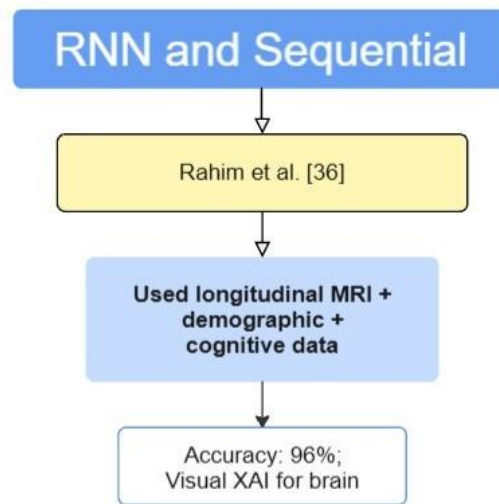 RNN and Sequential
Rahim et al. [36]
Used longitudinal MRI +
demographic +
cognitive data
Accuracy: 96%;
Visual XAI for brain